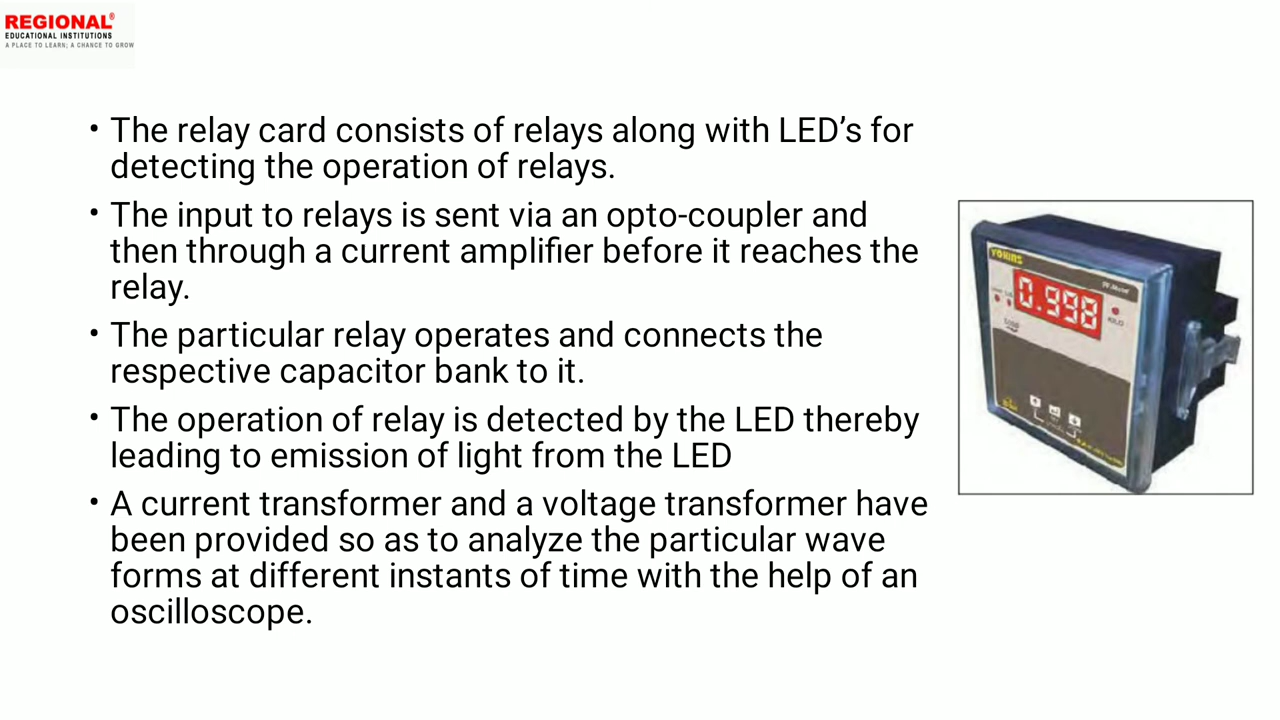 REGIONAL®
EDUCATIONAL INSTITUTIONS
A PLACE TO LEARN; A CHANCE TO GROW
• The relay card consists of relays along with LED’s for
detecting the operation of relays.
• The input to relays is sent via an opto-coupler and
then through a current amplifier before it reaches the
relay.
• The particular relay operates and connects the
respective capacitor bank to it.
• The operation of relay is detected by the LED thereby
leading to emission of light from the LED
• A current transformer and a voltage transformer have
been provided so as to analyze the particular wave
forms at different instants of time with the help of an
oscilloscope.
0.998